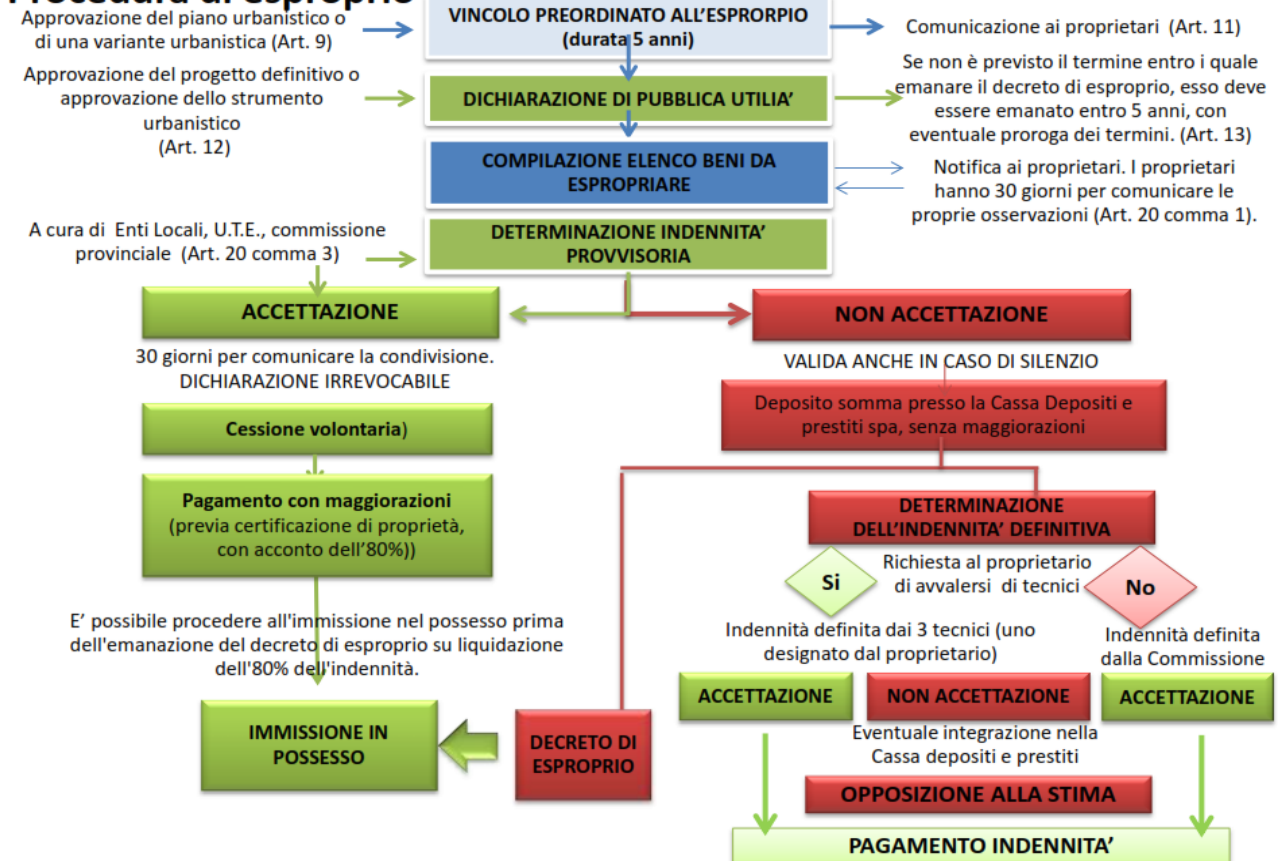 Procedura di esproprio
Approvazione del piano urbanistico o
di una variante urbanistica (Art. 9)
VINCOLO PREORDINATO ALL’ESPRORPIO
(durata 5 anni)
Comunicazione ai proprietari (Art. 11)
Approvazione del progetto definitivo o
approvazione dello strumento
urbanistico
(Art. 12)
DICHIARAZIONE DI PUBBLICA UTILIA’
Se non è previsto il termine entro i quale
emanare il decreto di esproprio, esso deve
essere emanato entro 5 anni, con
eventuale proroga dei termini. (Art. 13)
COMPILAZIONE ELENCO BENI DA
ESPROPRIARE
Notifica ai proprietari. I proprietari
hanno 30 giorni per comunicare le
proprie osservazioni (Art. 20 comma 1).
A cura di Enti Locali, U.T.E., commissione
provinciale (Art. 20 comma 3)
DETERMINAZIONE INDENNITA’
PROVVISORIA
ACCETTAZIONE
30 giorni per comunicare la condivisione.
DICHIARAZIONE IRREVOCABILE
Cessione volontaria)
Pagamento con maggiorazioni
(previa certificazione di proprietà,
con acconto dell’80%))
E’ possibile procedere all'immissione nel possesso prima
dell'emanazione del decreto di esproprio su liquidazione
dell'80% dell'indennità.
IMMISSIONE IN
POSSESSO
NON ACCETTAZIONE
VALIDA ANCHE IN CASO DI SILENZIO
Deposito somma presso la Cassa Depositi e
prestiti spa, senza maggiorazioni
DECRETO DI
ESPROPRIO
DETERMINAZIONE
DELL’INDENNITA’ DEFINITIVA
Richiesta al proprietario
di avvalersi di tecnici
Si
No
Indennità definita dai 3 tecnici (uno
designato dal proprietario)
Indennità definita
dalla Commissione
ACCETTAZIONE
NON ACCETTAZIONE
ACCETTAZIONE
Eventuale integrazione nella
Cassa depositi e prestiti
OPPOSIZIONE ALLA STIMA
PAGAMENTO INDENNITA’